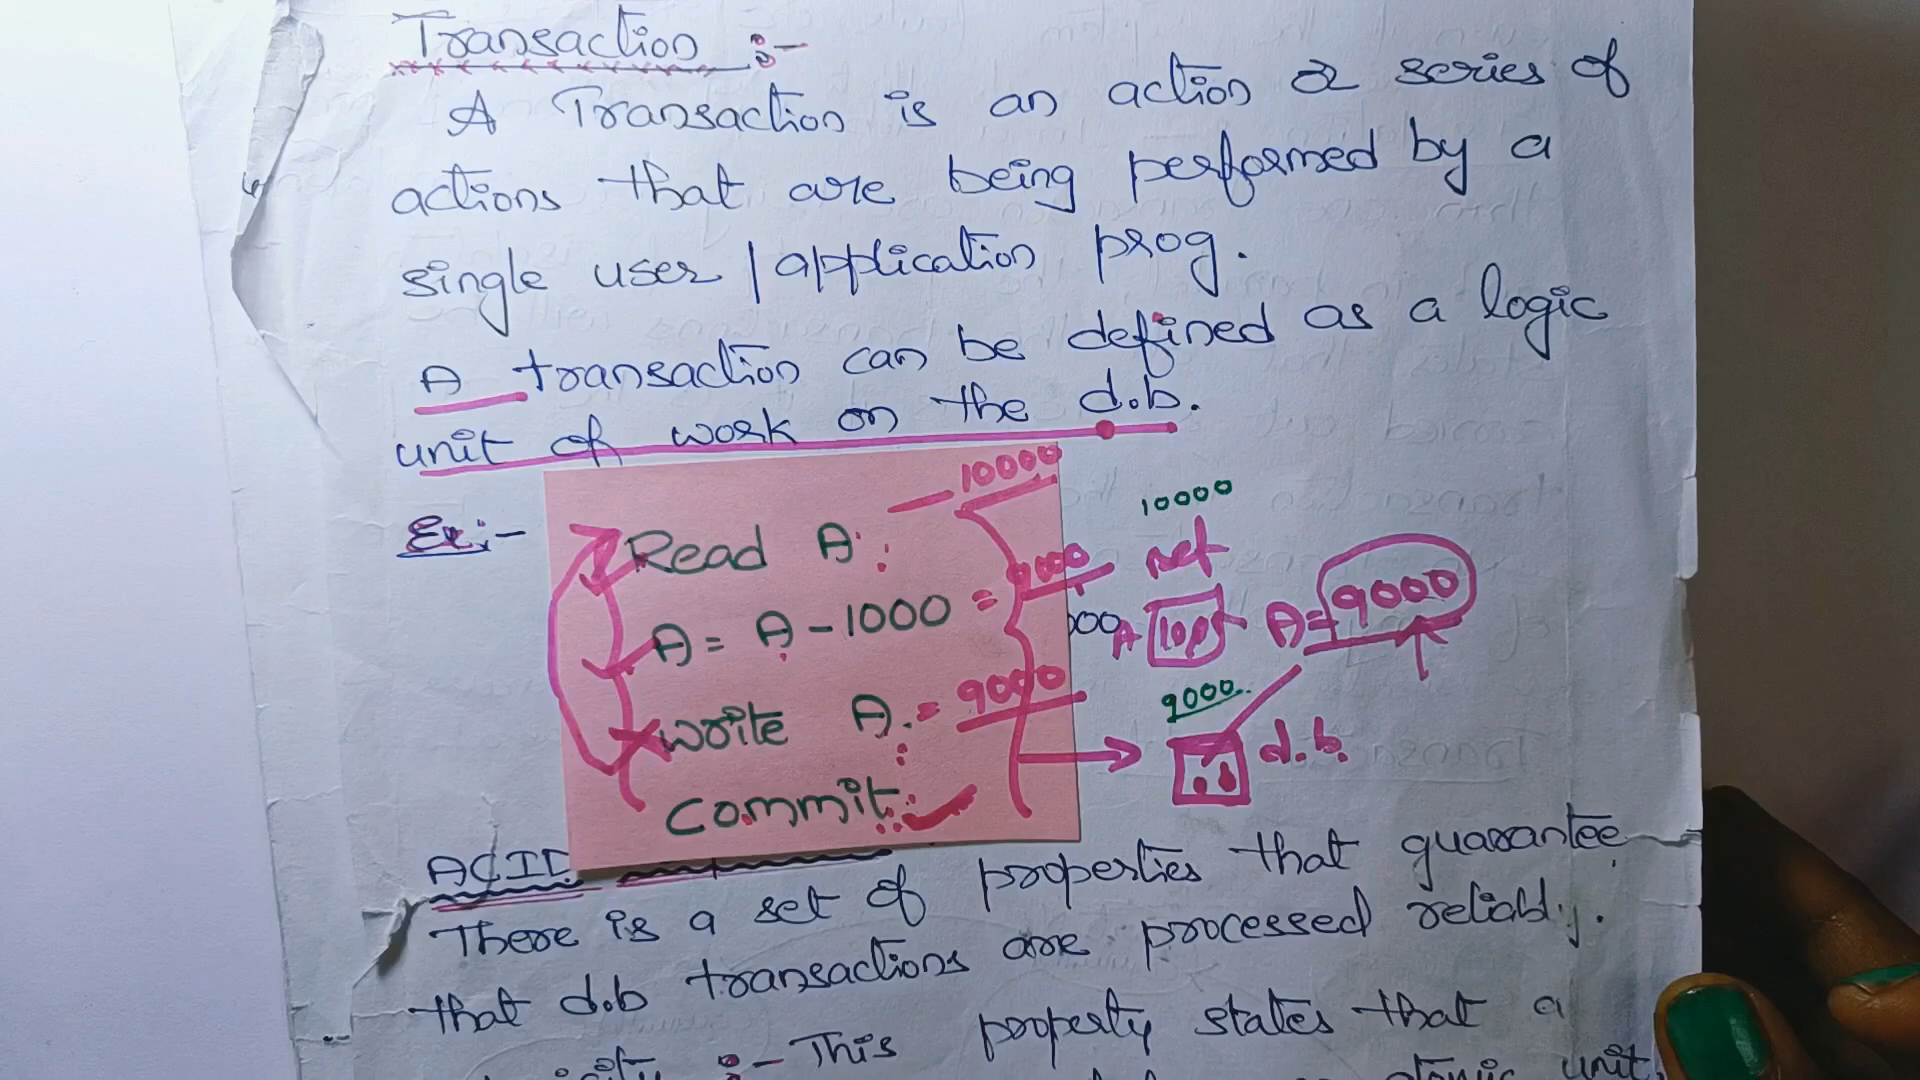 Transaction :-
A Transaction is an action or series of
actions that are being performed by a
single user / application prog.
A transaction can be defined as a logic
unit of work on the d.b.
Ex:-
Read A. - 10000
A = A - 1000 = 9000
Write A. = 9000
Commit.
10000
000 A
A = 9000
9000
d.b.
ACID
There is a set of properties that guarantee
that d.b transactions are processed reliably.
:- This property states that a
atomic unit.